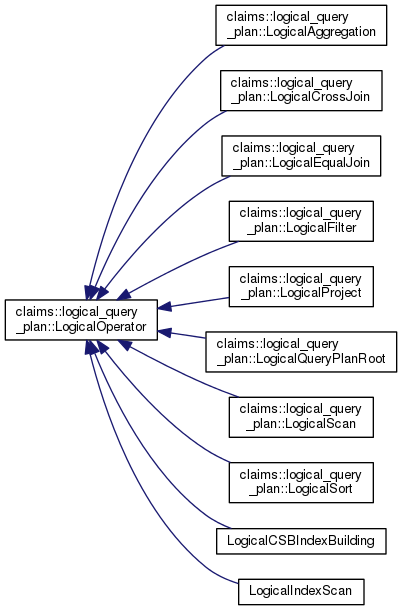 claims::logical_query
_plan::LogicalAggregation
claims::logical_query
_plan::LogicalCrossJoin
claims::logical_query
_plan::LogicalEqualJoin
claims::logical_query
_plan::LogicalFilter
claims::logical_query
_plan::LogicalProject
claims::logical_query
_plan::LogicalOperator
claims::logical_query
_plan::LogicalQueryPlanRoot
claims::logical_query
_plan::LogicalScan
claims::logical_query
_plan::LogicalSort
LogicalCSBIndexBuilding
LogicalIndexScan